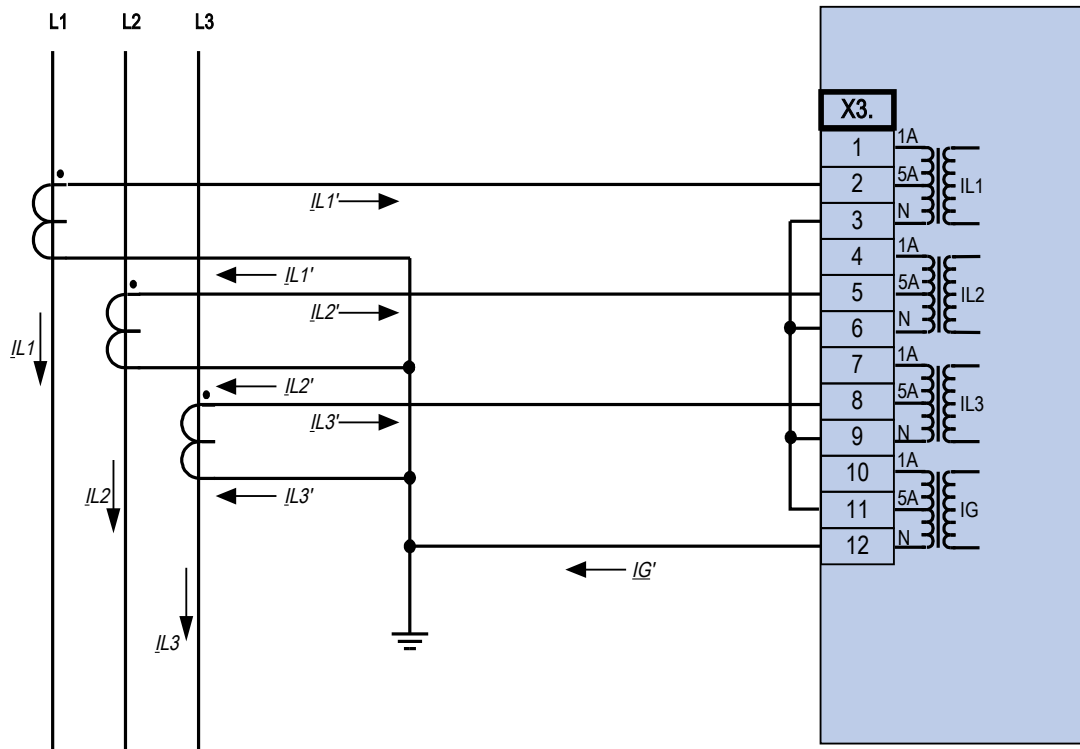 L1 L2 L3
X3.
1 1A
2 5A IL1
3 N
4 1A
5 5A IL2
6 N
7 1A
8 5A IL3
9 N
10 1A
11 5A IG
12 N
IL1'
IL1'
IL2'
IL1
IL2'
IL3'
IL2
IL3'
IG'
IL3